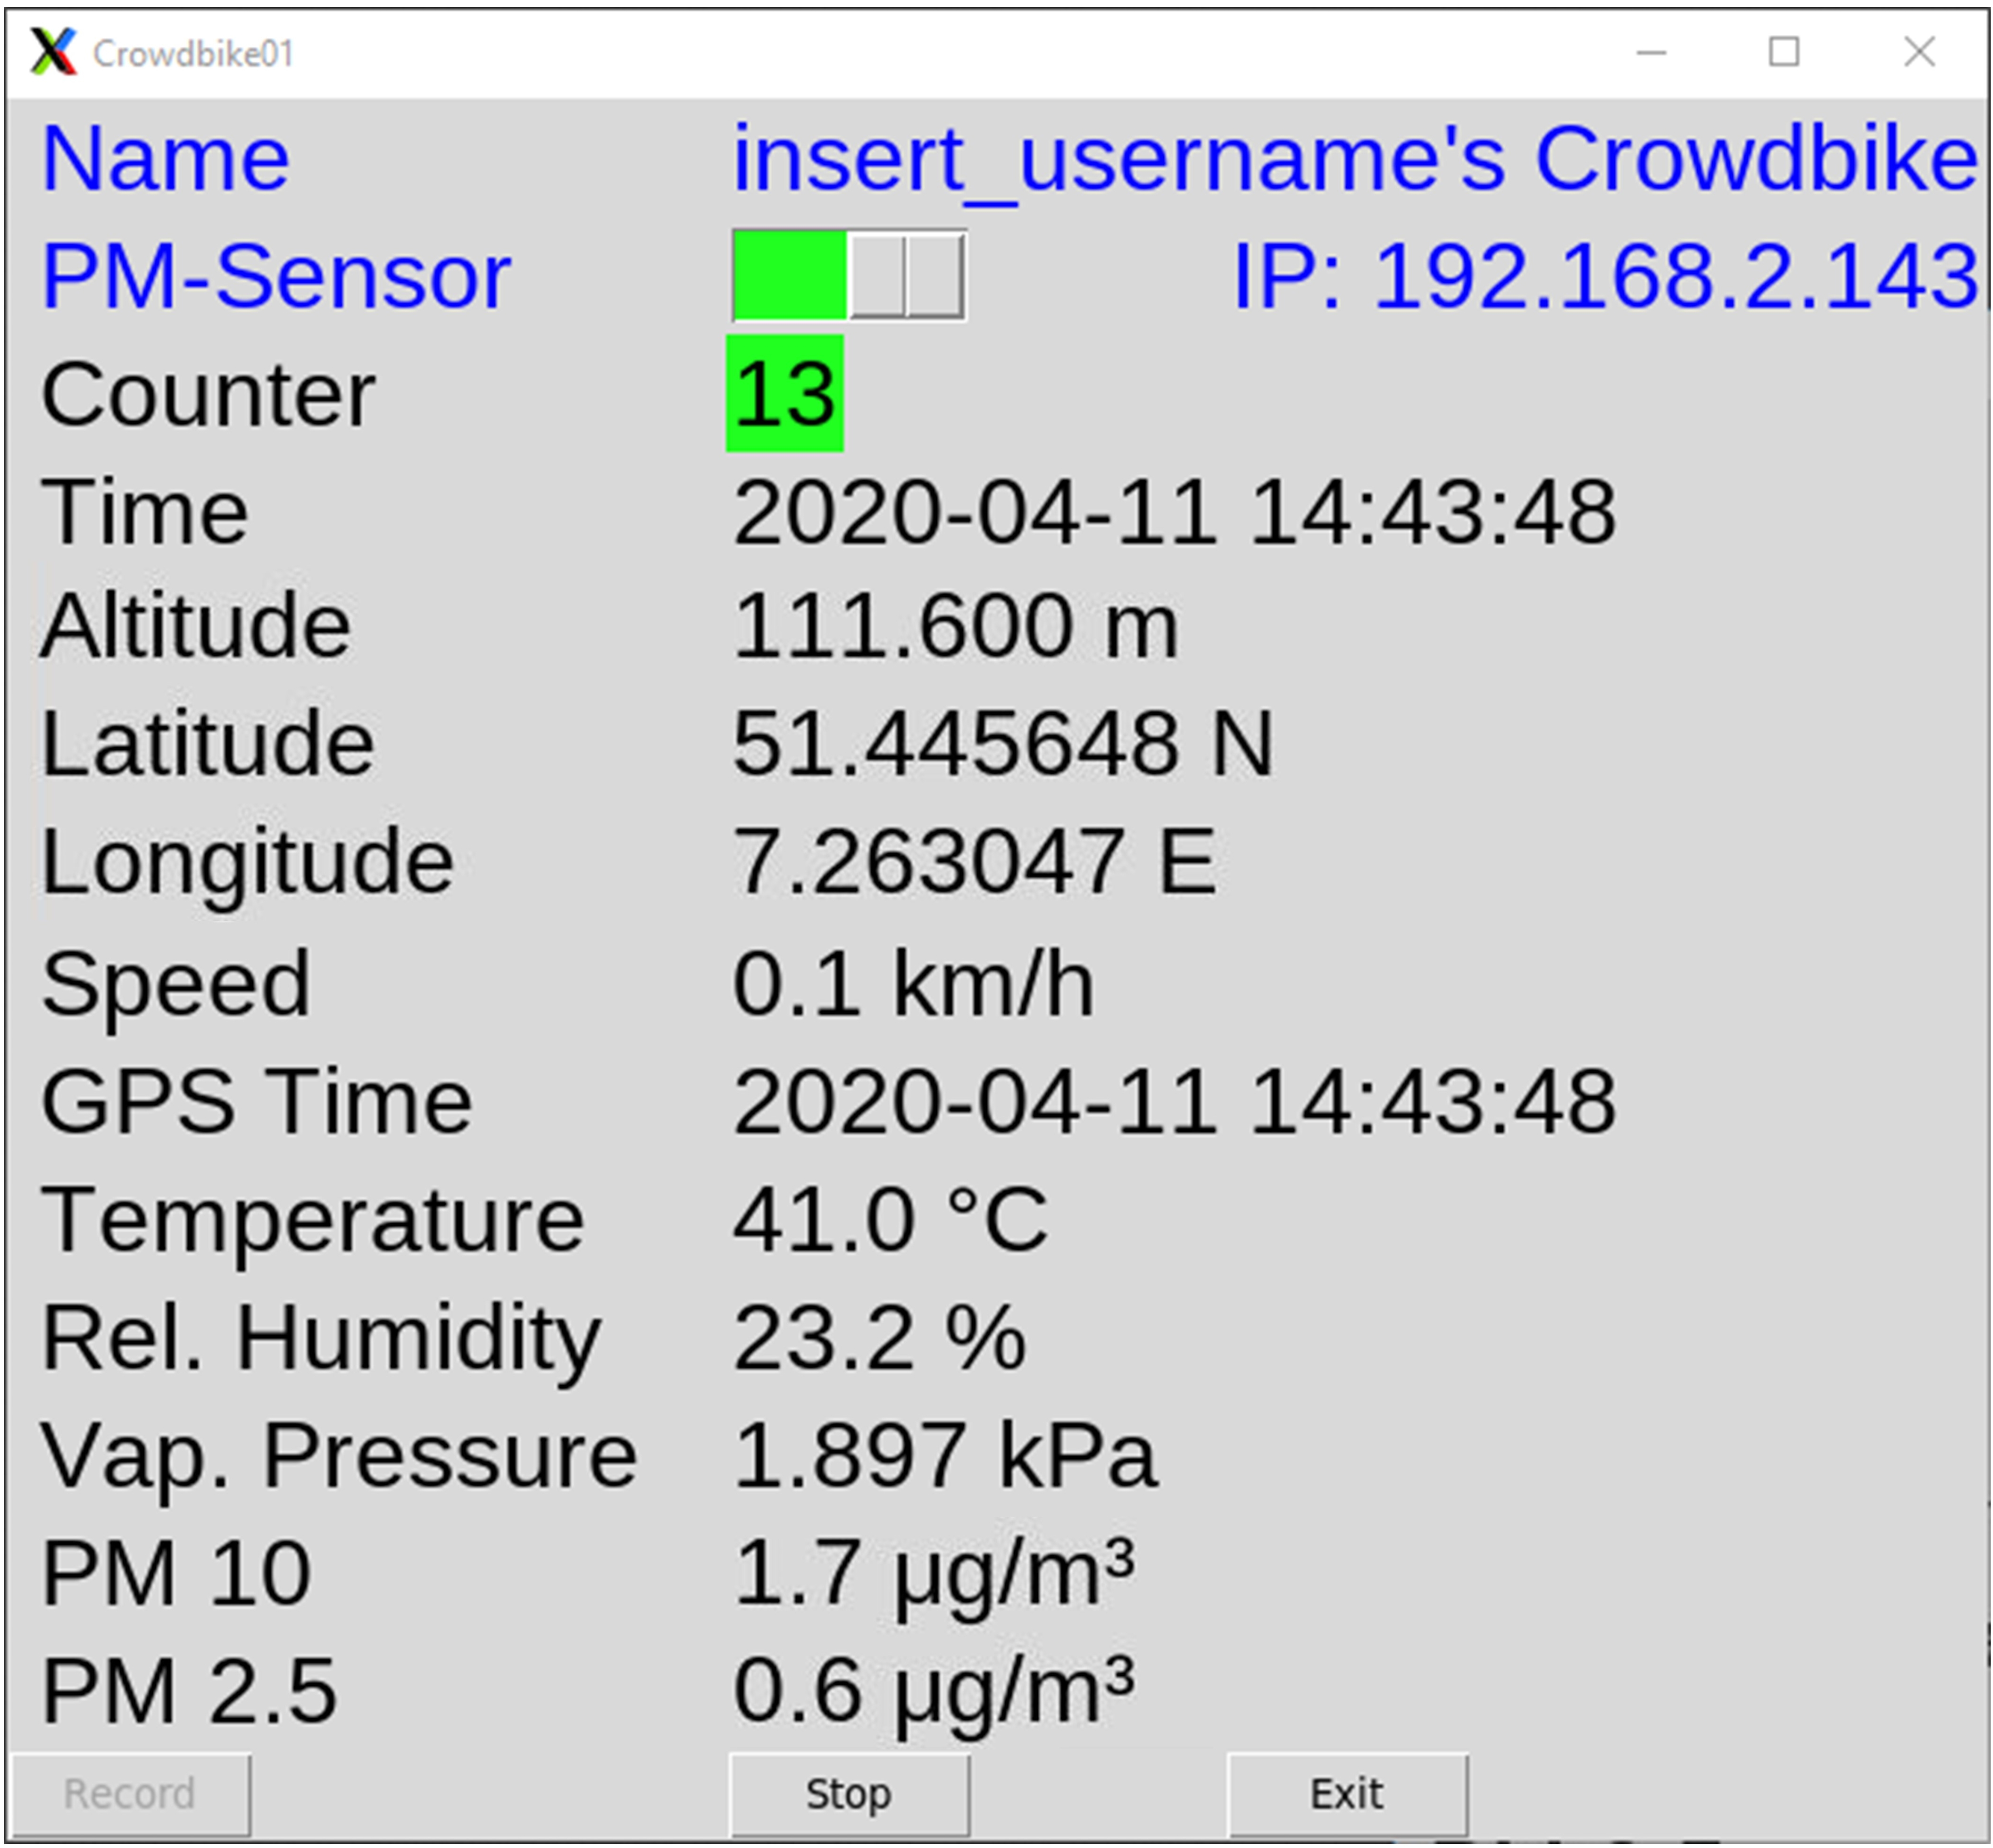 Crowdbike01
Name insert_username's Crowdbike
PM-Sensor IP: 192.168.2.143
Counter 13
Time 2020-04-11 14:43:48
Altitude 111.600 m
Latitude 51.445648 N
Longitude 7.263047 E
Speed 0.1 km/h
GPS Time 2020-04-11 14:43:48
Temperature 41.0 °C
Rel. Humidity 23.2 %
Vap. Pressure 1.897 kPa
PM 10 1.7 µg/m³
PM 2.5 0.6 µg/m³
Record Stop Exit